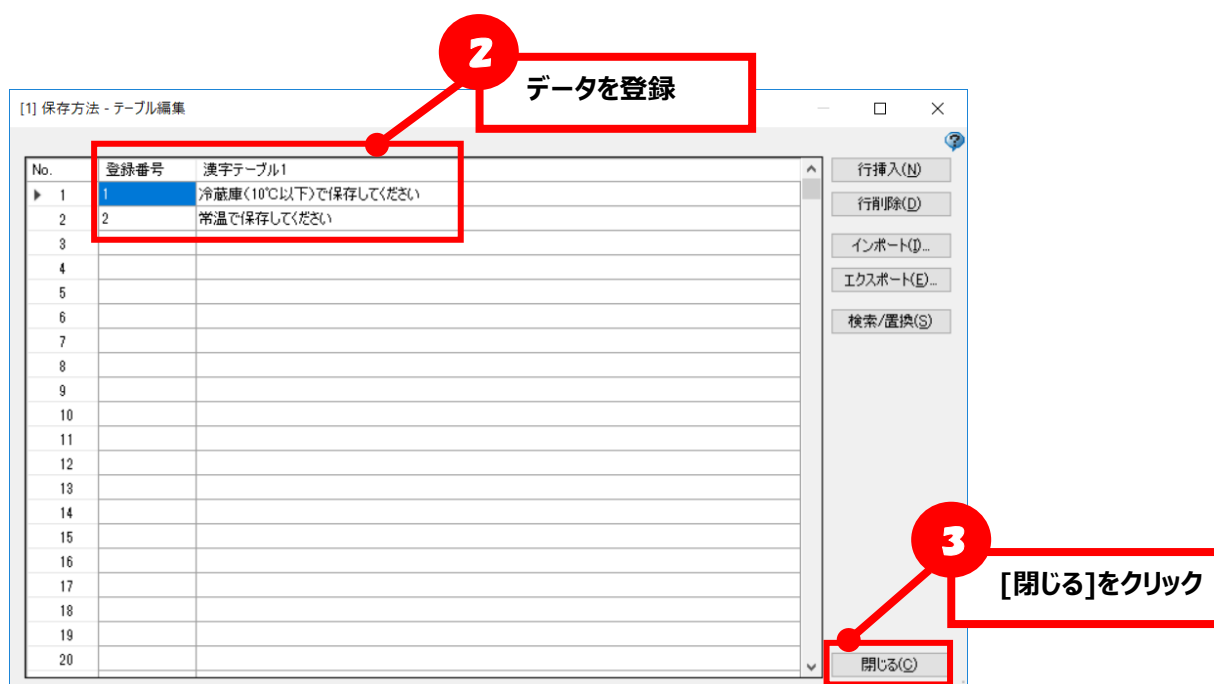 2
データを登録
[1] 保存方法 - テーブル編集
No. 登録番号 漢字テーブル1
1 1 冷蔵庫(10℃以下)で保存してください
2 2 常温で保存してください
3
4
5
6
7
8
9
10
11
12
13
14
15
16
17
18
19
20
行挿入(N)
行削除(D)
インポート(I)...
エクスポート(E)...
検索/置換(S)
3
[閉じる]をクリック
閉じる(C)